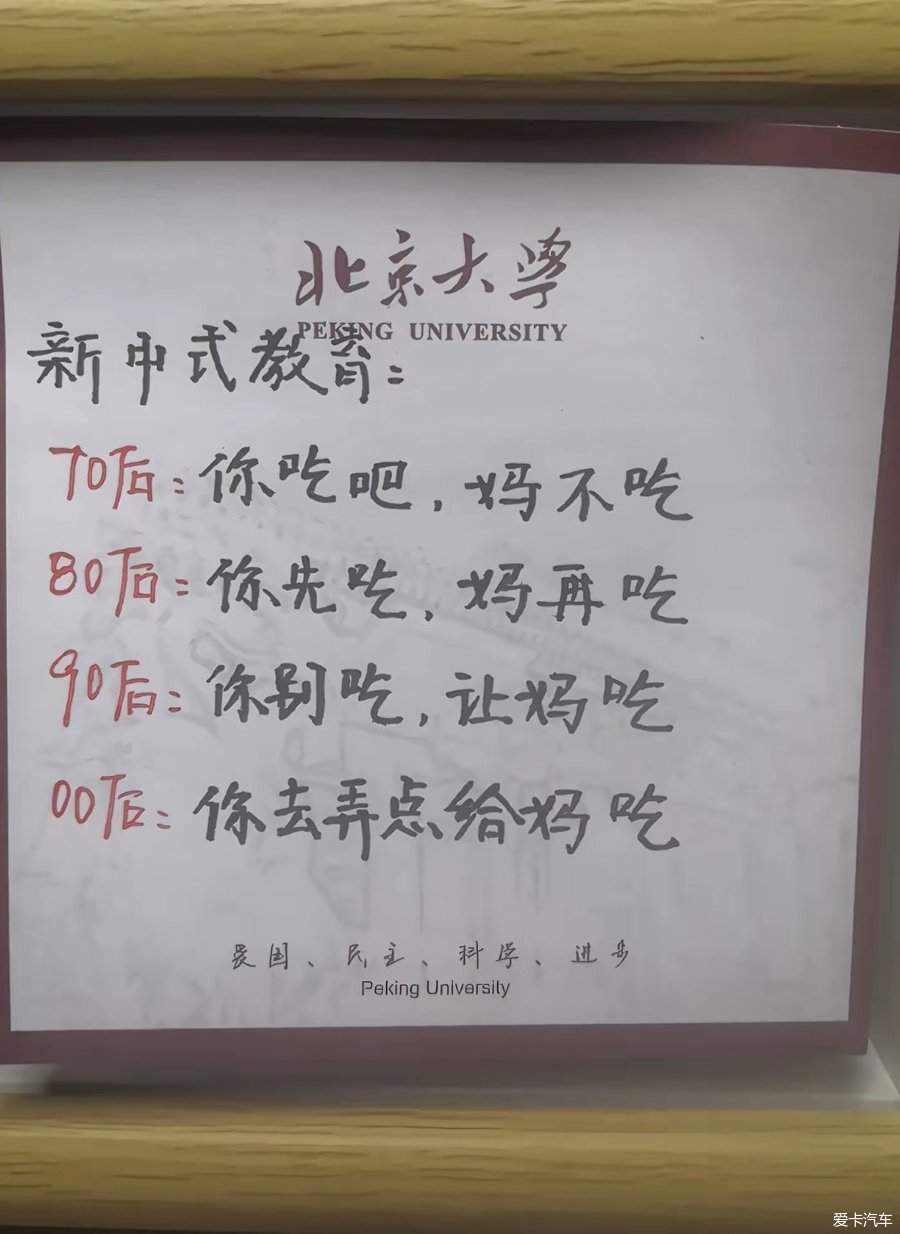 北京大學
PEKING UNIVERSITY
新中式教育:
70后:你吃吧,妈不吃
80后:你先吃,妈再吃
90后:你别吃,让妈吃
00后:你去弄点给妈吃
爱国、民主、科学、进步
Peking University
爱卡汽车